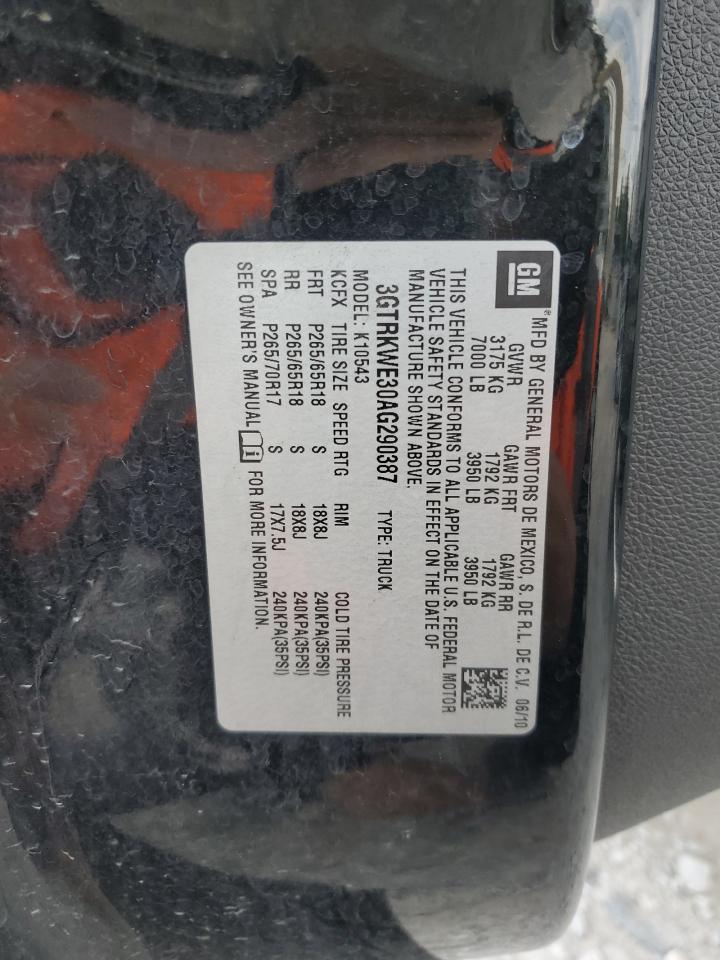 GM
®MFD BY GENERAL MOTORS DE MEXICO, S. DE R.L. DE C.V. 06/10
GVWR GAWR FRT GAWR RR
3175 KG 1792 KG 1792 KG
7000 LB 3950 LB 3950 LB
THIS VEHICLE CONFORMS TO ALL APPLICABLE U.S. FEDERAL MOTOR
VEHICLE SAFETY STANDARDS IN EFFECT ON THE DATE OF
MANUFACTURE SHOWN ABOVE.
3GTRKWE30AG290387 TYPE: TRUCK
MODEL: K10543
KCFX TIRE SIZE SPEED RTG RIM COLD TIRE PRESSURE
FRT P265/65R18 S 18X8J 240KPA(35PSI)
RR P265/65R18 S 18X8J 240KPA(35PSI)
SPA P265/70R17 S 17X7.5J 240KPA(35PSI)
SEE OWNER'S MANUAL i FOR MORE INFORMATION.